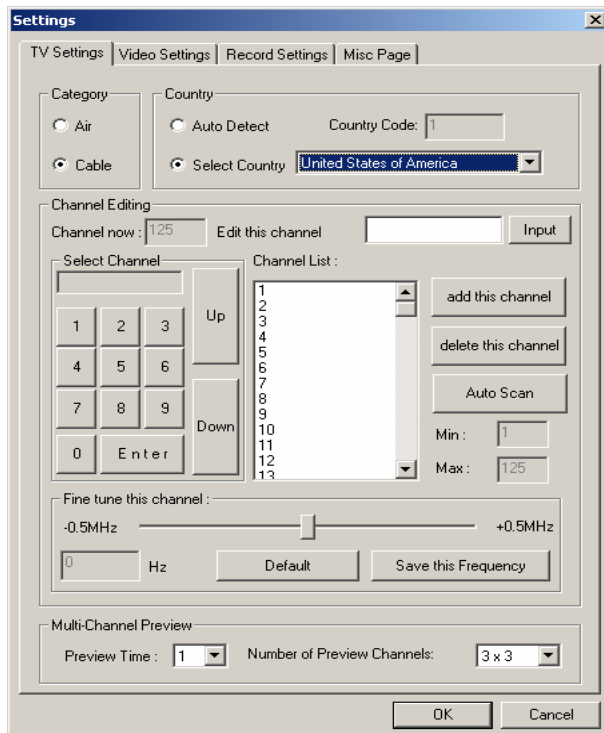 Settings
TV Settings Video Settings Record Settings Misc Page
Category
Air
Cable
Country
Auto Detect Country Code: 1
Select Country United States of America
Channel Editing
Channel now : 125 Edit this channel Input
Select Channel
1 2 3
4 5 6
7 8 9
0 Enter
Up
Down
Channel List :
1
2
3
4
5
6
7
8
9
10
11
12
13
add this channel
delete this channel
Auto Scan
Min : 1
Max : 125
Fine tune this channel :
-0.5MHz +0.5MHz
0 Hz Default Save this Frequency
Multi-Channel Preview
Preview Time : 1 Number of Preview Channels: 3 x 3
OK Cancel